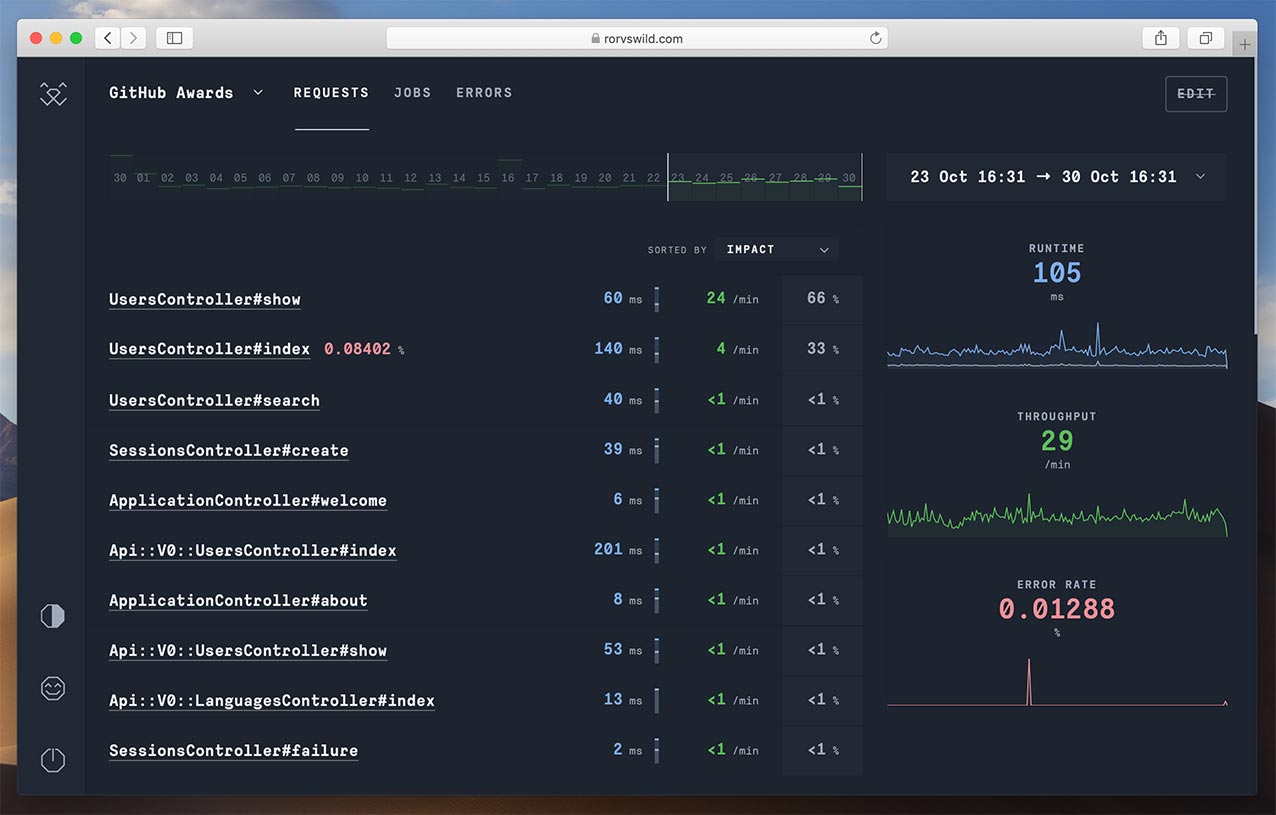 rorvswild.com
GitHub Awards REQUESTS JOBS ERRORS EDIT
30 01 02 03 04 05 06 07 08 09 10 11 12 13 14 15 16 17 18 19 20 21 22 23 24 25 26 27 28 29 30
23 Oct 16:31 → 30 Oct 16:31
SORTED BY IMPACT
UsersController#show 60 ms 24 /min 66 %
UsersController#index 0.08402 % 140 ms 4 /min 33 %
UsersController#search 40 ms <1 /min <1 %
SessionsController#create 39 ms <1 /min <1 %
ApplicationController#welcome 6 ms <1 /min <1 %
Api::V0::UsersController#index 201 ms <1 /min <1 %
ApplicationController#about 8 ms <1 /min <1 %
Api::V0::UsersController#show 53 ms <1 /min <1 %
Api::V0::LanguagesController#index 13 ms <1 /min <1 %
SessionsController#failure 2 ms <1 /min <1 %
RUNTIME
105
ms
THROUGHPUT
29
/min
ERROR RATE
0.01288
%